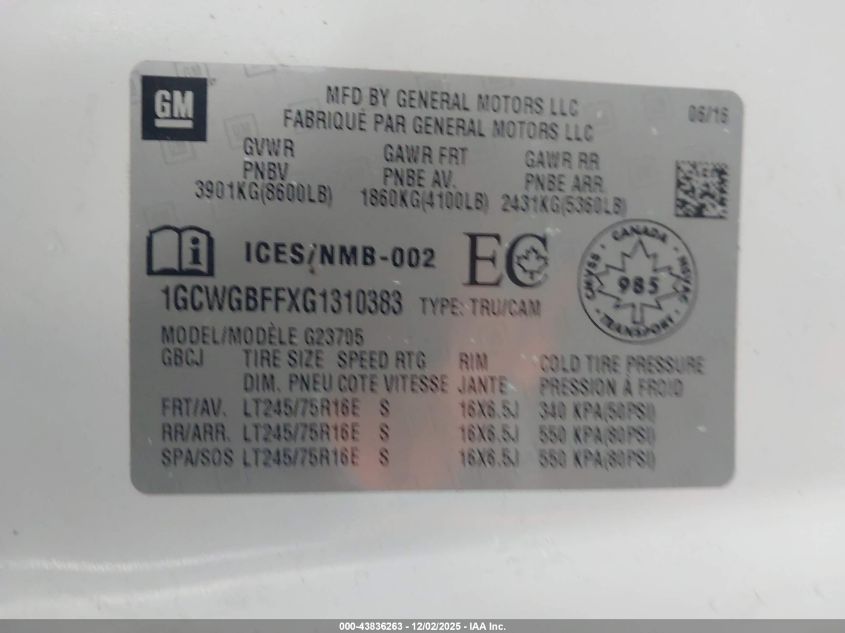 GM
MFD BY GENERAL MOTORS LLC
FABRIQUÉ PAR GENERAL MOTORS LLC
06/16
GVWR GAWR FRT GAWR RR
PNBV PNBE AV. PNBE ARR.
3901KG(8600LB) 1860KG(4100LB) 2431KG(5360LB)
ICES/NMB-002 EC
CANADA
CMVSS 985 NSVAC
TRANSPORT
1GCWGBFFXG1310383 TYPE: TRU/CAM
MODEL/MODÈLE G23705
GBCJ TIRE SIZE SPEED RTG RIM COLD TIRE PRESSURE
DIM. PNEU COTE VITESSE JANTE PRESSION À FROID
FRT/AV. LT245/75R16E S 16X6.5J 340 KPA(50PSI)
RR/ARR. LT245/75R16E S 16X6.5J 550 KPA(80PSI)
SPA/SOS LT245/75R16E S 16X6.5J 550 KPA(80PSI)
000-43836263 - 12/02/2025 - IAA Inc.